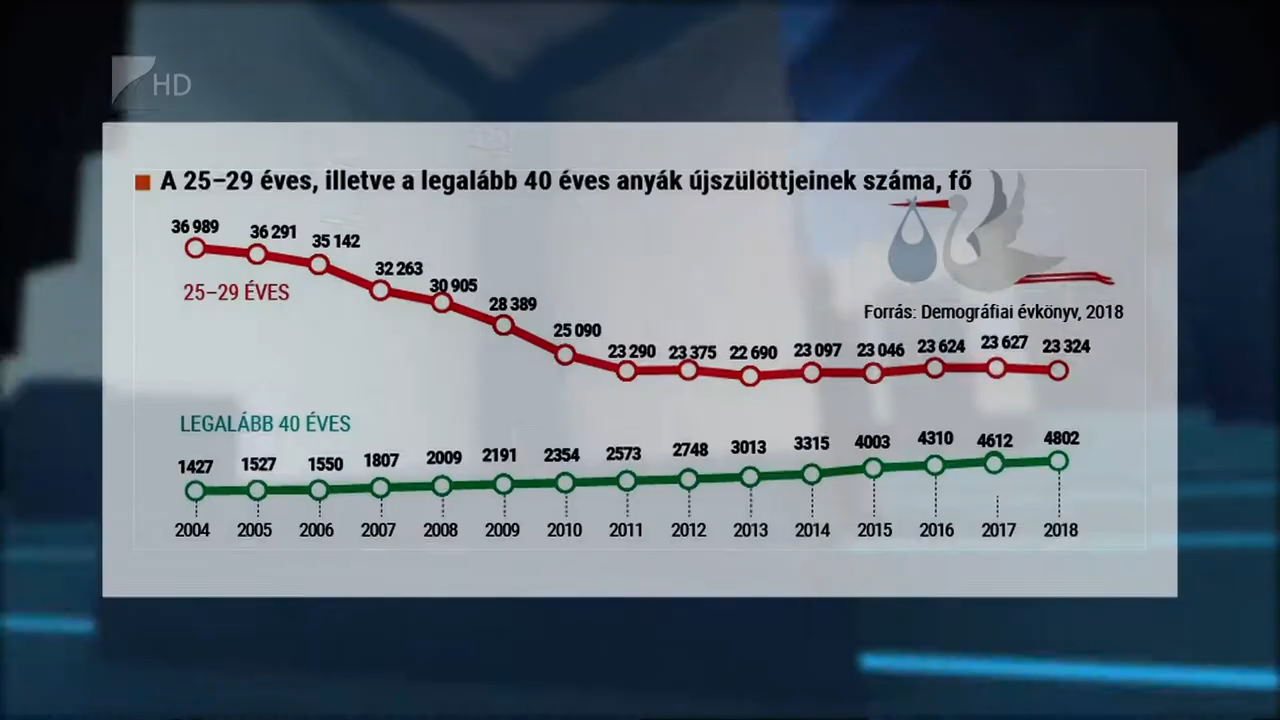 HD
A 25–29 éves, illetve a legalább 40 éves anyák újszülöttjeinek száma, fő
36 989 36 291 35 142 32 263 30 905 28 389 25 090 23 290 23 375 22 690 23 097 23 046 23 624 23 627 23 324
25–29 ÉVES
Forrás: Demográfiai évkönyv, 2018
LEGALÁBB 40 ÉVES
1427 1527 1550 1807 2009 2191 2354 2573 2748 3013 3315 4003 4310 4612 4802
2004 2005 2006 2007 2008 2009 2010 2011 2012 2013 2014 2015 2016 2017 2018